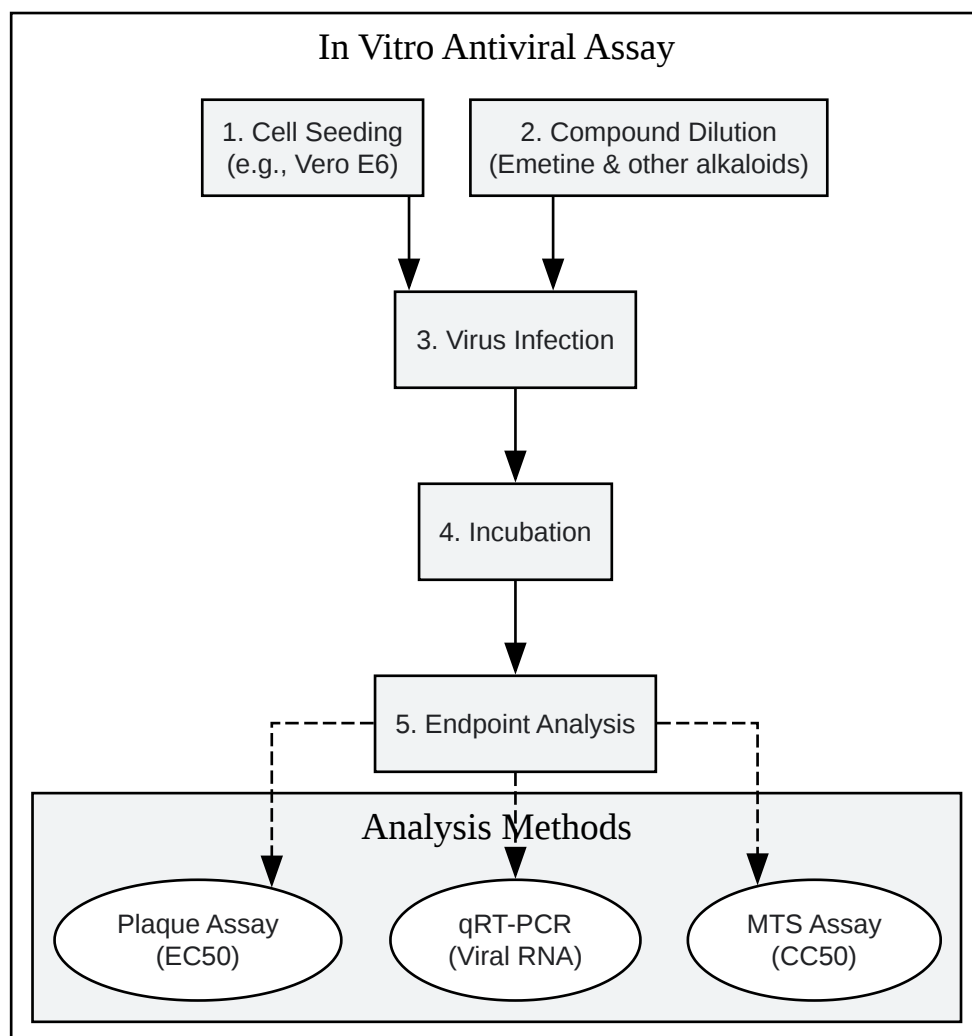 In Vitro Antiviral Assay
1. Cell Seeding
(e.g., Vero E6)
2. Compound Dilution
(Emetine & other alkaloids)
3. Virus Infection
4. Incubation
5. Endpoint Analysis
Analysis Methods
Plaque Assay
(EC50)
qRT-PCR
(Viral RNA)
MTS Assay
(CC50)